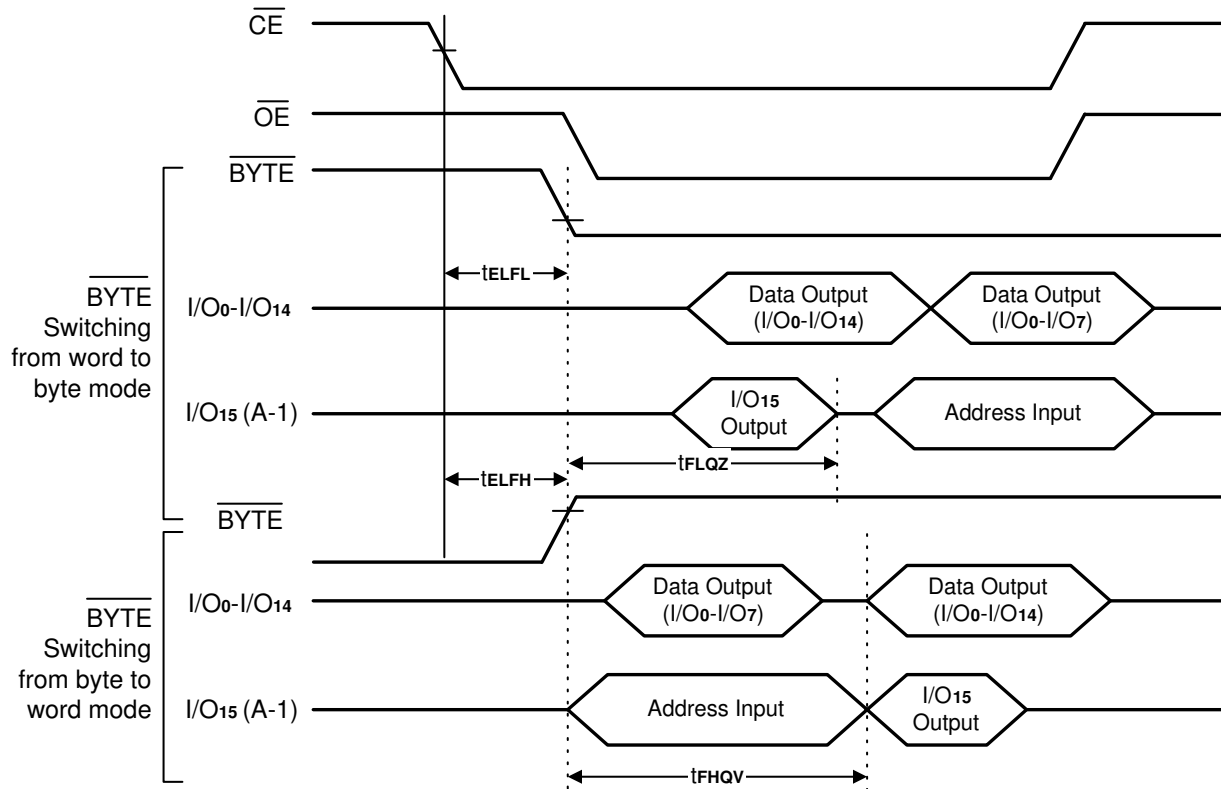 CE
OE
BYTE
tELFL
BYTE
Switching
from word to
byte mode
I/O0-I/O14
Data Output
(I/O0-I/O14)
Data Output
(I/O0-I/O7)
I/O15 (A-1)
I/O15
Output
Address Input
tFLQZ
tELFH
BYTE
BYTE
Switching
from byte to
word mode
I/O0-I/O14
Data Output
(I/O0-I/O7)
Data Output
(I/O0-I/O14)
I/O15 (A-1)
Address Input
I/O15
Output
tFHQV